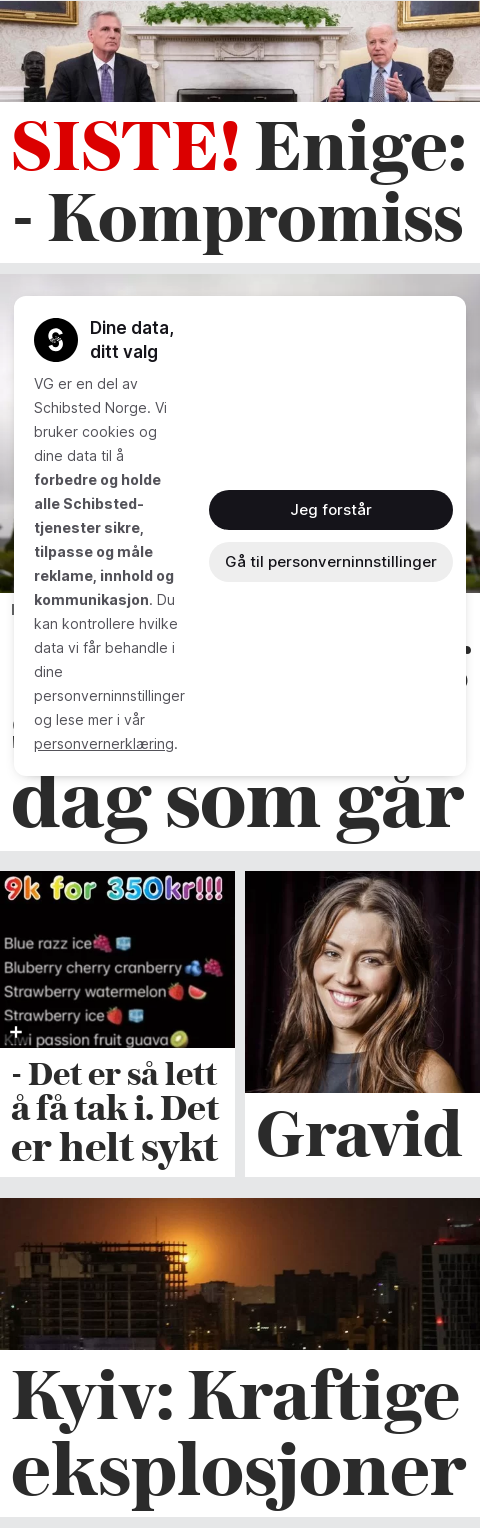 SISTE! Enige:
- Kompromiss
Dine data,
ditt valg
VG er en del av
Schibsted Norge. Vi
bruker cookies og
dine data til å
forbedre og holde
alle Schibsted-
tjenester sikre,
tilpasse og måle
reklame, innhold og
kommunikasjon. Du
kan kontrollere hvilke
data vi får behandle i
dine
personverninnstillinger
og lese mer i vår
personvernerklæring.
Jeg forstår
Gå til personverninnstillinger
dag som går
9k for 350kr!!!
Blue razz ice
Bluberry cherry cranberry
Strawberry watermelon
Strawberry ice
Kiwi passion fruit guava
- Det er så lett
å få tak i. Det
er helt sykt
Gravid
Kyiv: Kraftige
eksplosjoner